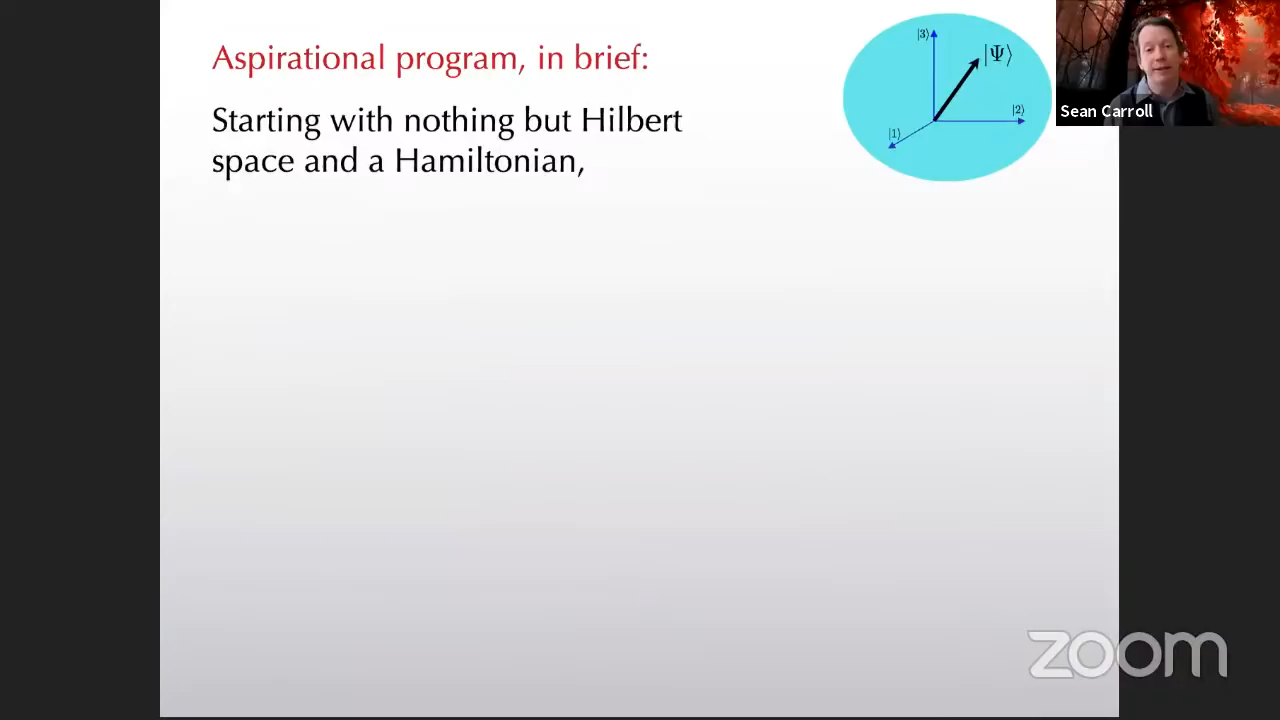 Aspirational program, in brief:
Starting with nothing but Hilbert
space and a Hamiltonian,
|3⟩
|Ψ⟩
|2⟩
|1⟩
Sean Carroll
zoom